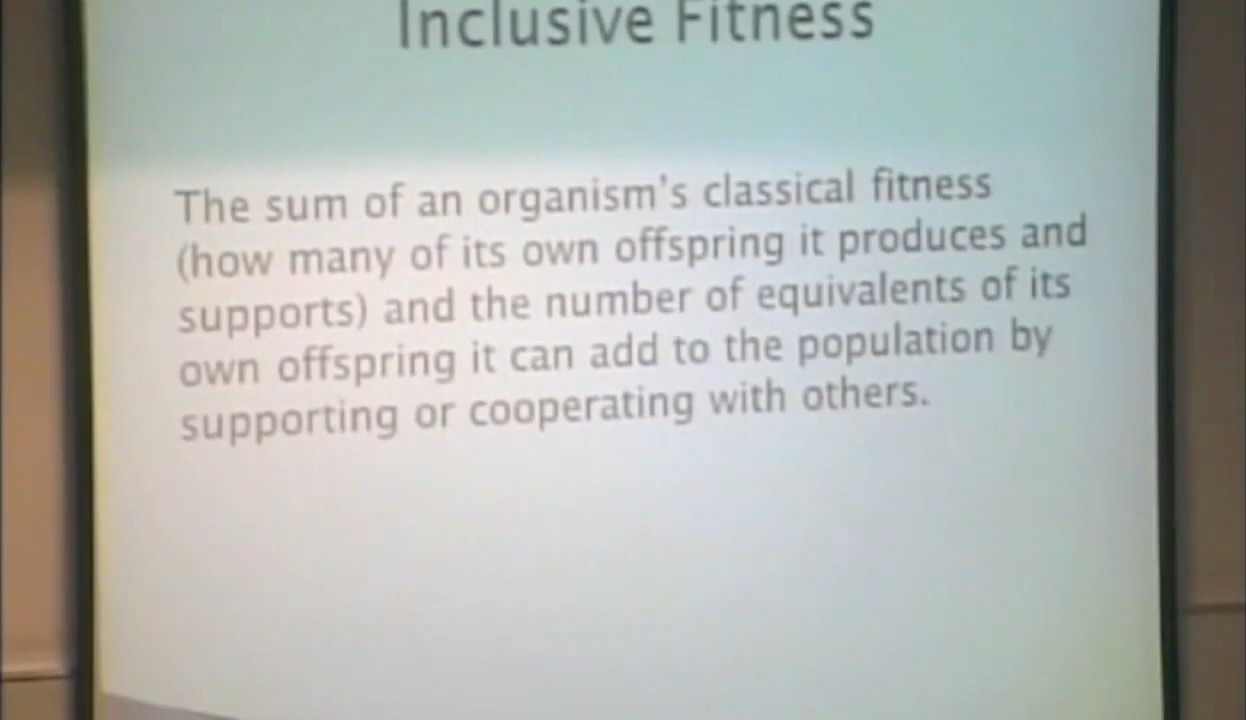 Inclusive Fitness
The sum of an organism's classical fitness
(how many of its own offspring it produces and
supports) and the number of equivalents of its
own offspring it can add to the population by
supporting or cooperating with others.